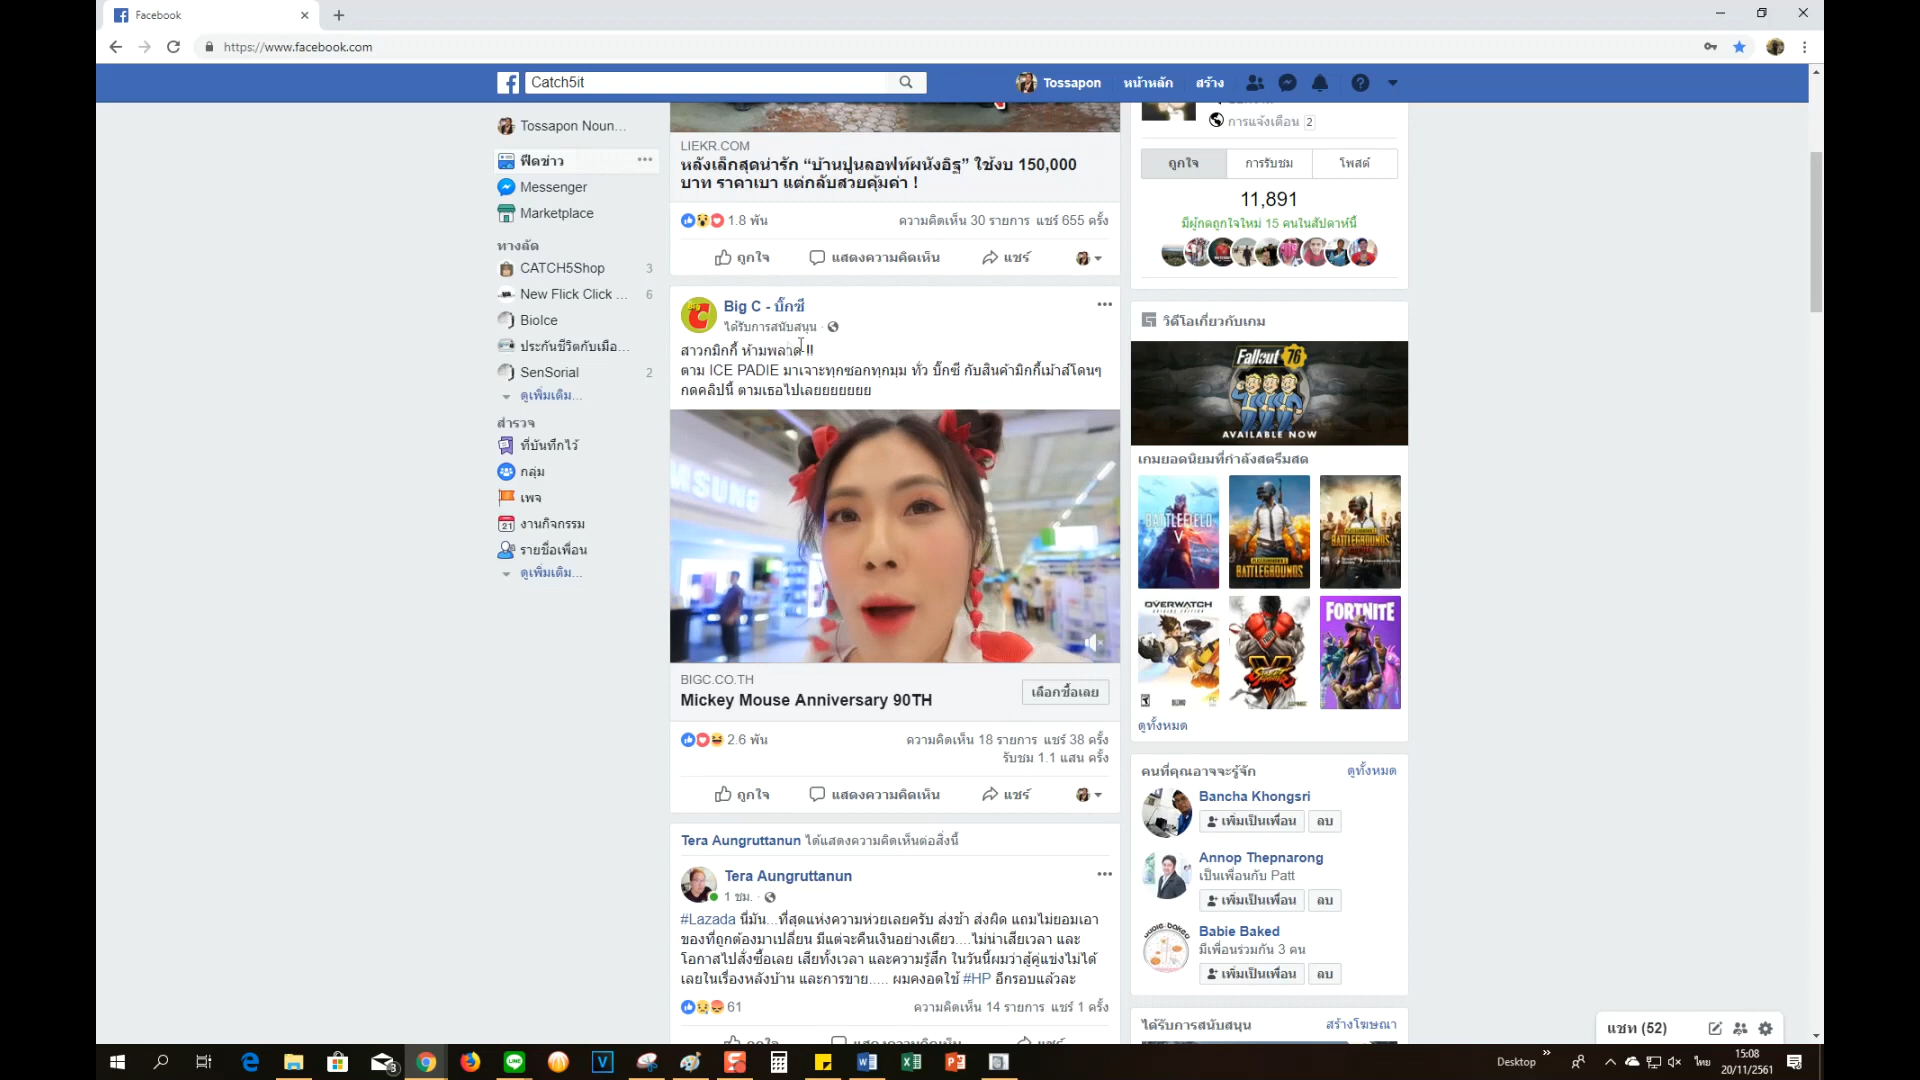 Facebook
https://www.facebook.com
Catch5it
Tossapon
หน้าหลัก
สร้าง
Tossapon Noun...
ฟีดข่าว
Messenger
Marketplace
ทางลัด
CATCH5Shop 3
New Flick Click ... 6
BioIce
ประกันชีวิตกับเมือ...
SenSorial 2
ดูเพิ่มเติม...
สำรวจ
ที่บันทึกไว้
กลุ่ม
เพจ
งานกิจกรรม
รายชื่อเพื่อน
ดูเพิ่มเติม...
LIEKR.COM
หลังเล็กสุดน่ารัก “บ้านปูนลอฟท์ผนังอิฐ” ใช้งบ 150,000
บาท ราคาเบา แต่กลับสวยคุ้มค่า !
1.8 พัน
ความคิดเห็น 30 รายการ แชร์ 655 ครั้ง
ถูกใจ
แสดงความคิดเห็น
แชร์
Big C - บิ๊กซี
ได้รับการสนับสนุน ·
สาวกมิกกี้ ห้ามพลาด !!
ตาม ICE PADIE มาเจาะทุกซอกทุกมุม ทั่ว บิ๊กซี กับสินค้ามิกกี้เม้าส์โดนๆ
กดคลิปนี้ ตามเธอไปเลยยยยยยย
SAMSUNG
BIGC.CO.TH
Mickey Mouse Anniversary 90TH
เลือกซื้อเลย
2.6 พัน
ความคิดเห็น 18 รายการ แชร์ 38 ครั้ง
รับชม 1.1 แสน ครั้ง
ถูกใจ
แสดงความคิดเห็น
แชร์
Tera Aungruttanun ได้แสดงความคิดเห็นต่อสิ่งนี้
Tera Aungruttanun
1 ชม. ·
#Lazada นี่มัน...ที่สุดแห่งความห่วยเลยครับ ส่งช้า ส่งผิด แถมไม่ยอมเอา
ของที่ถูกต้องมาเปลี่ยน มีแต่จะคืนเงินอย่างเดียว....ไม่น่าเสียเวลา และ
โอกาสไปสั่งซื้อเลย เสียทั้งเวลา และความรู้สึก ในวันนี้ผมว่าสู้คู่แข่งไม่ได้
เลยในเรื่องหลังบ้าน และการขาย..... ผมคงอดใช้ #HP อีกรอบแล้วละ
61
ความคิดเห็น 14 รายการ แชร์ 1 ครั้ง
การแจ้งเตือน 2
ถูกใจ
การรับชม
โพสต์
11,891
มีผู้กดถูกใจใหม่ 15 คนในสัปดาห์นี้
วิดีโอเกี่ยวกับเกม
Fallout 76
AVAILABLE NOW
เกมยอดนิยมที่กำลังสตรีมสด
BATTLEFIELD V
BATTLEGROUNDS
BATTLEGROUNDS
OVERWATCH
STREET FIGHTER V
FORTNITE
ดูทั้งหมด
คนที่คุณอาจจะรู้จัก
ดูทั้งหมด
Bancha Khongsri
เพิ่มเป็นเพื่อน
ลบ
Annop Thepnarong
เป็นเพื่อนกับ Patt
เพิ่มเป็นเพื่อน
ลบ
Babie Baked
มีเพื่อนร่วมกัน 3 คน
เพิ่มเป็นเพื่อน
ลบ
ได้รับการสนับสนุน
สร้างโฆษณา
แชท (52)
Desktop
ไทย
15:08
20/11/2561